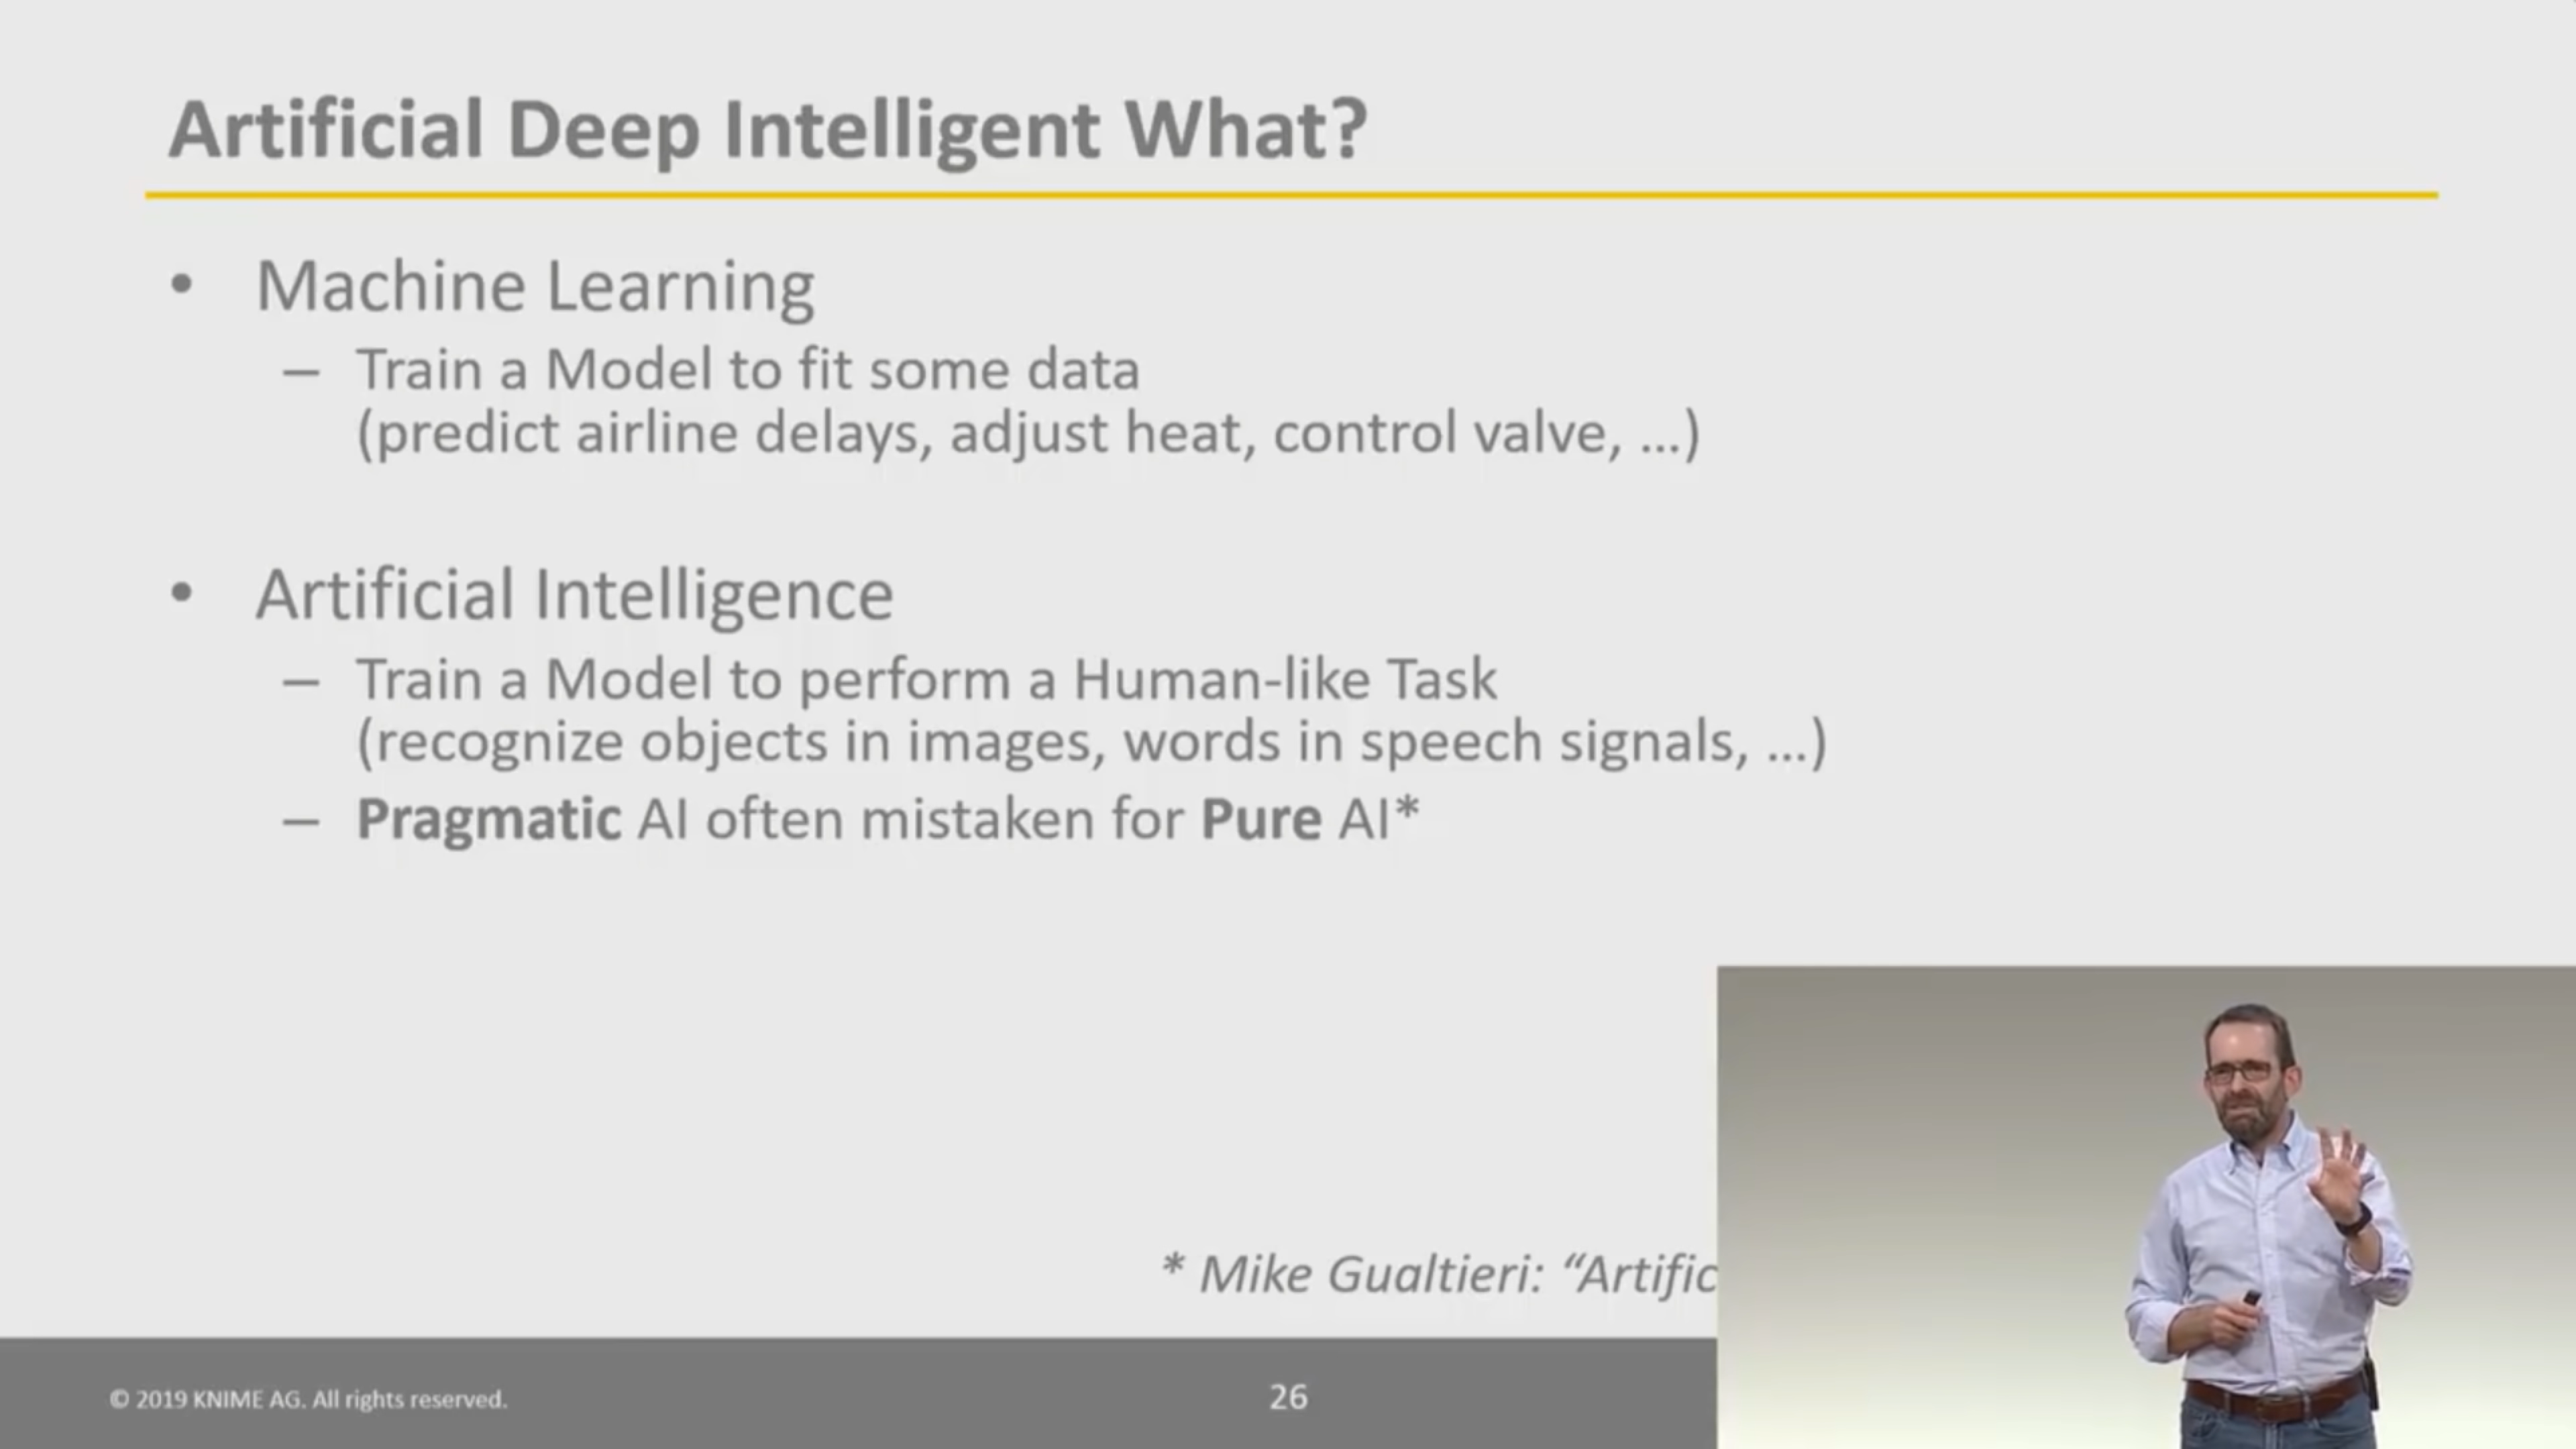 Artificial Deep Intelligent What?
• Machine Learning
– Train a Model to fit some data
(predict airline delays, adjust heat, control valve, ...)
• Artificial Intelligence
– Train a Model to perform a Human-like Task
(recognize objects in images, words in speech signals, ...)
– Pragmatic AI often mistaken for Pure AI*
* Mike Gualtieri: “Artific
© 2019 KNIME AG. All rights reserved.
26